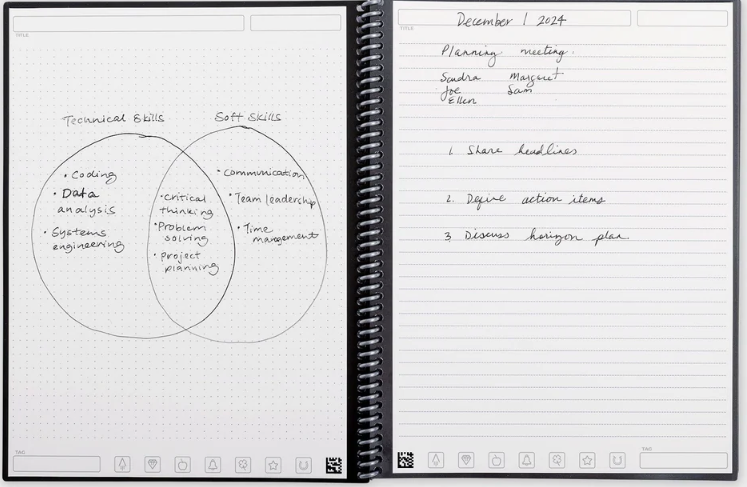 TITLE
Technical Skills
Soft Skills
• Coding
• Data
analysis
• Systems
engineering
• Critical
thinking
• Problem
solving
• Project
planning
• Communication
• Team leadership
• Time
management
TAG
TITLE
December 1 2024
Planning meeting.
Sandra Margaret
Joe Sam
Ellen
1. Share headlines
2. Define action items
3. Discuss horizon plan
TAG